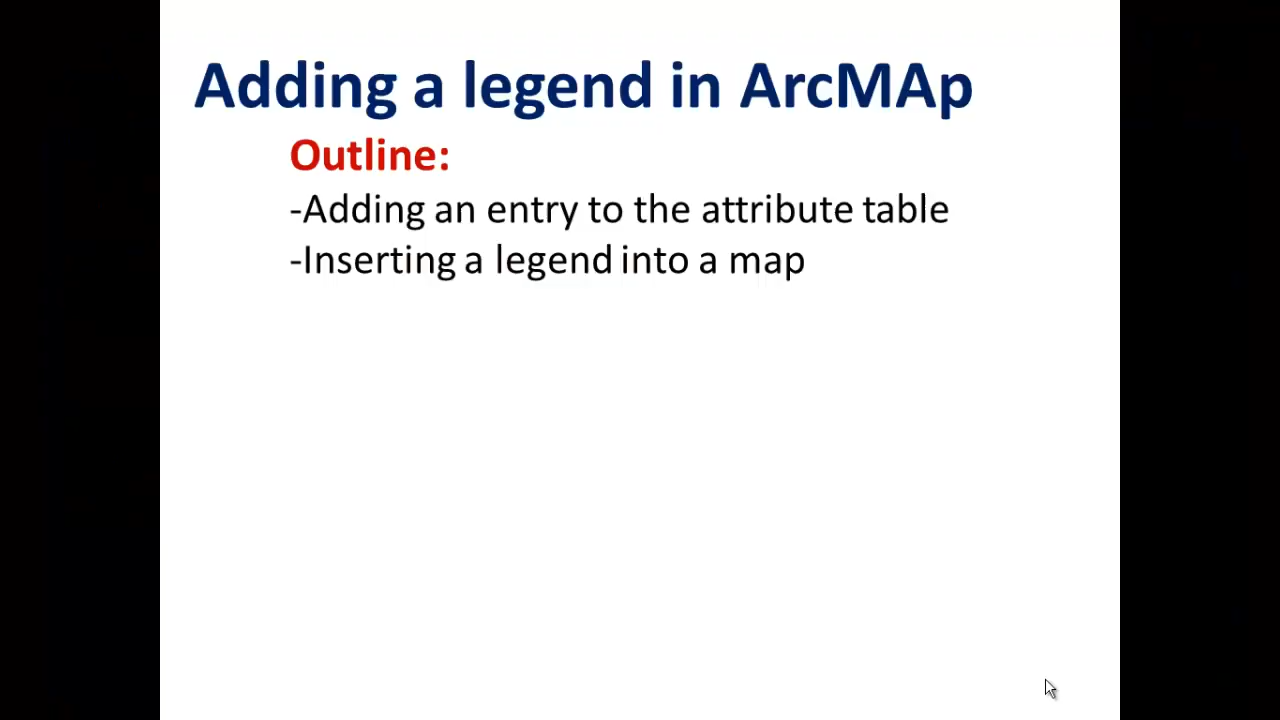 Adding a legend in ArcMAp
Outline:
-Adding an entry to the attribute table
-Inserting a legend into a map